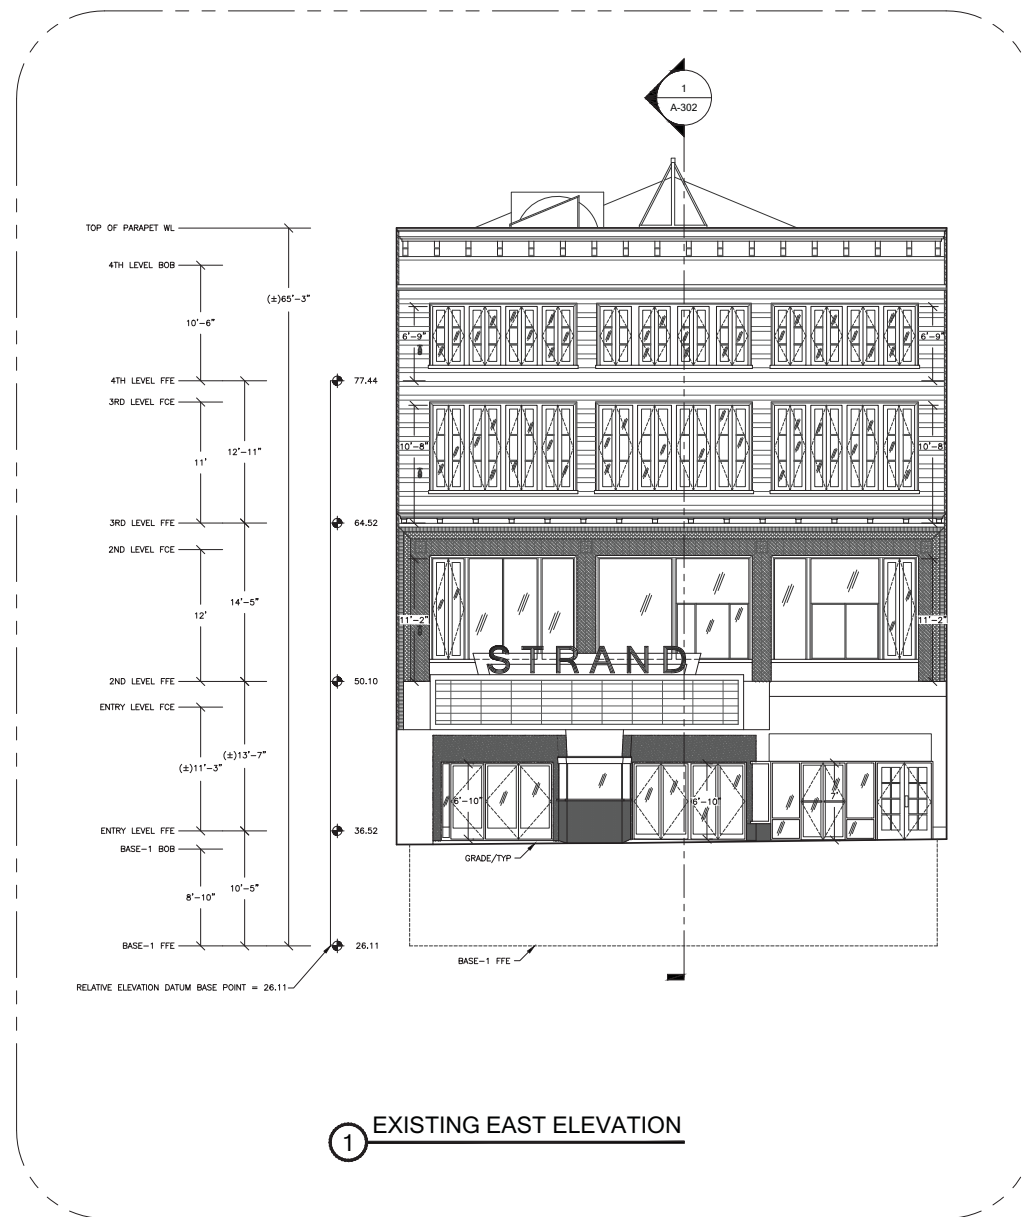 1
A-302
TOP OF PARAPET WL
4TH LEVEL BOB
(±)65'-3"
10'-6"
6'-9"
6'-9"
4TH LEVEL FFE
77.44
3RD LEVEL FCE
12'-11"
11'
10'-8"
10'-8"
3RD LEVEL FFE
64.52
2ND LEVEL FCE
14'-5"
12'
11'-2"
11'-2"
STRAND
2ND LEVEL FFE
50.10
ENTRY LEVEL FCE
(±)13'-7"
(±)11'-3"
6'-10"
6'-10"
ENTRY LEVEL FFE
36.52
BASE-1 BOB
GRADE/TYP
10'-5"
8'-10"
BASE-1 FFE
26.11
BASE-1 FFE
RELATIVE ELEVATION DATUM BASE POINT = 26.11
1
EXISTING EAST ELEVATION